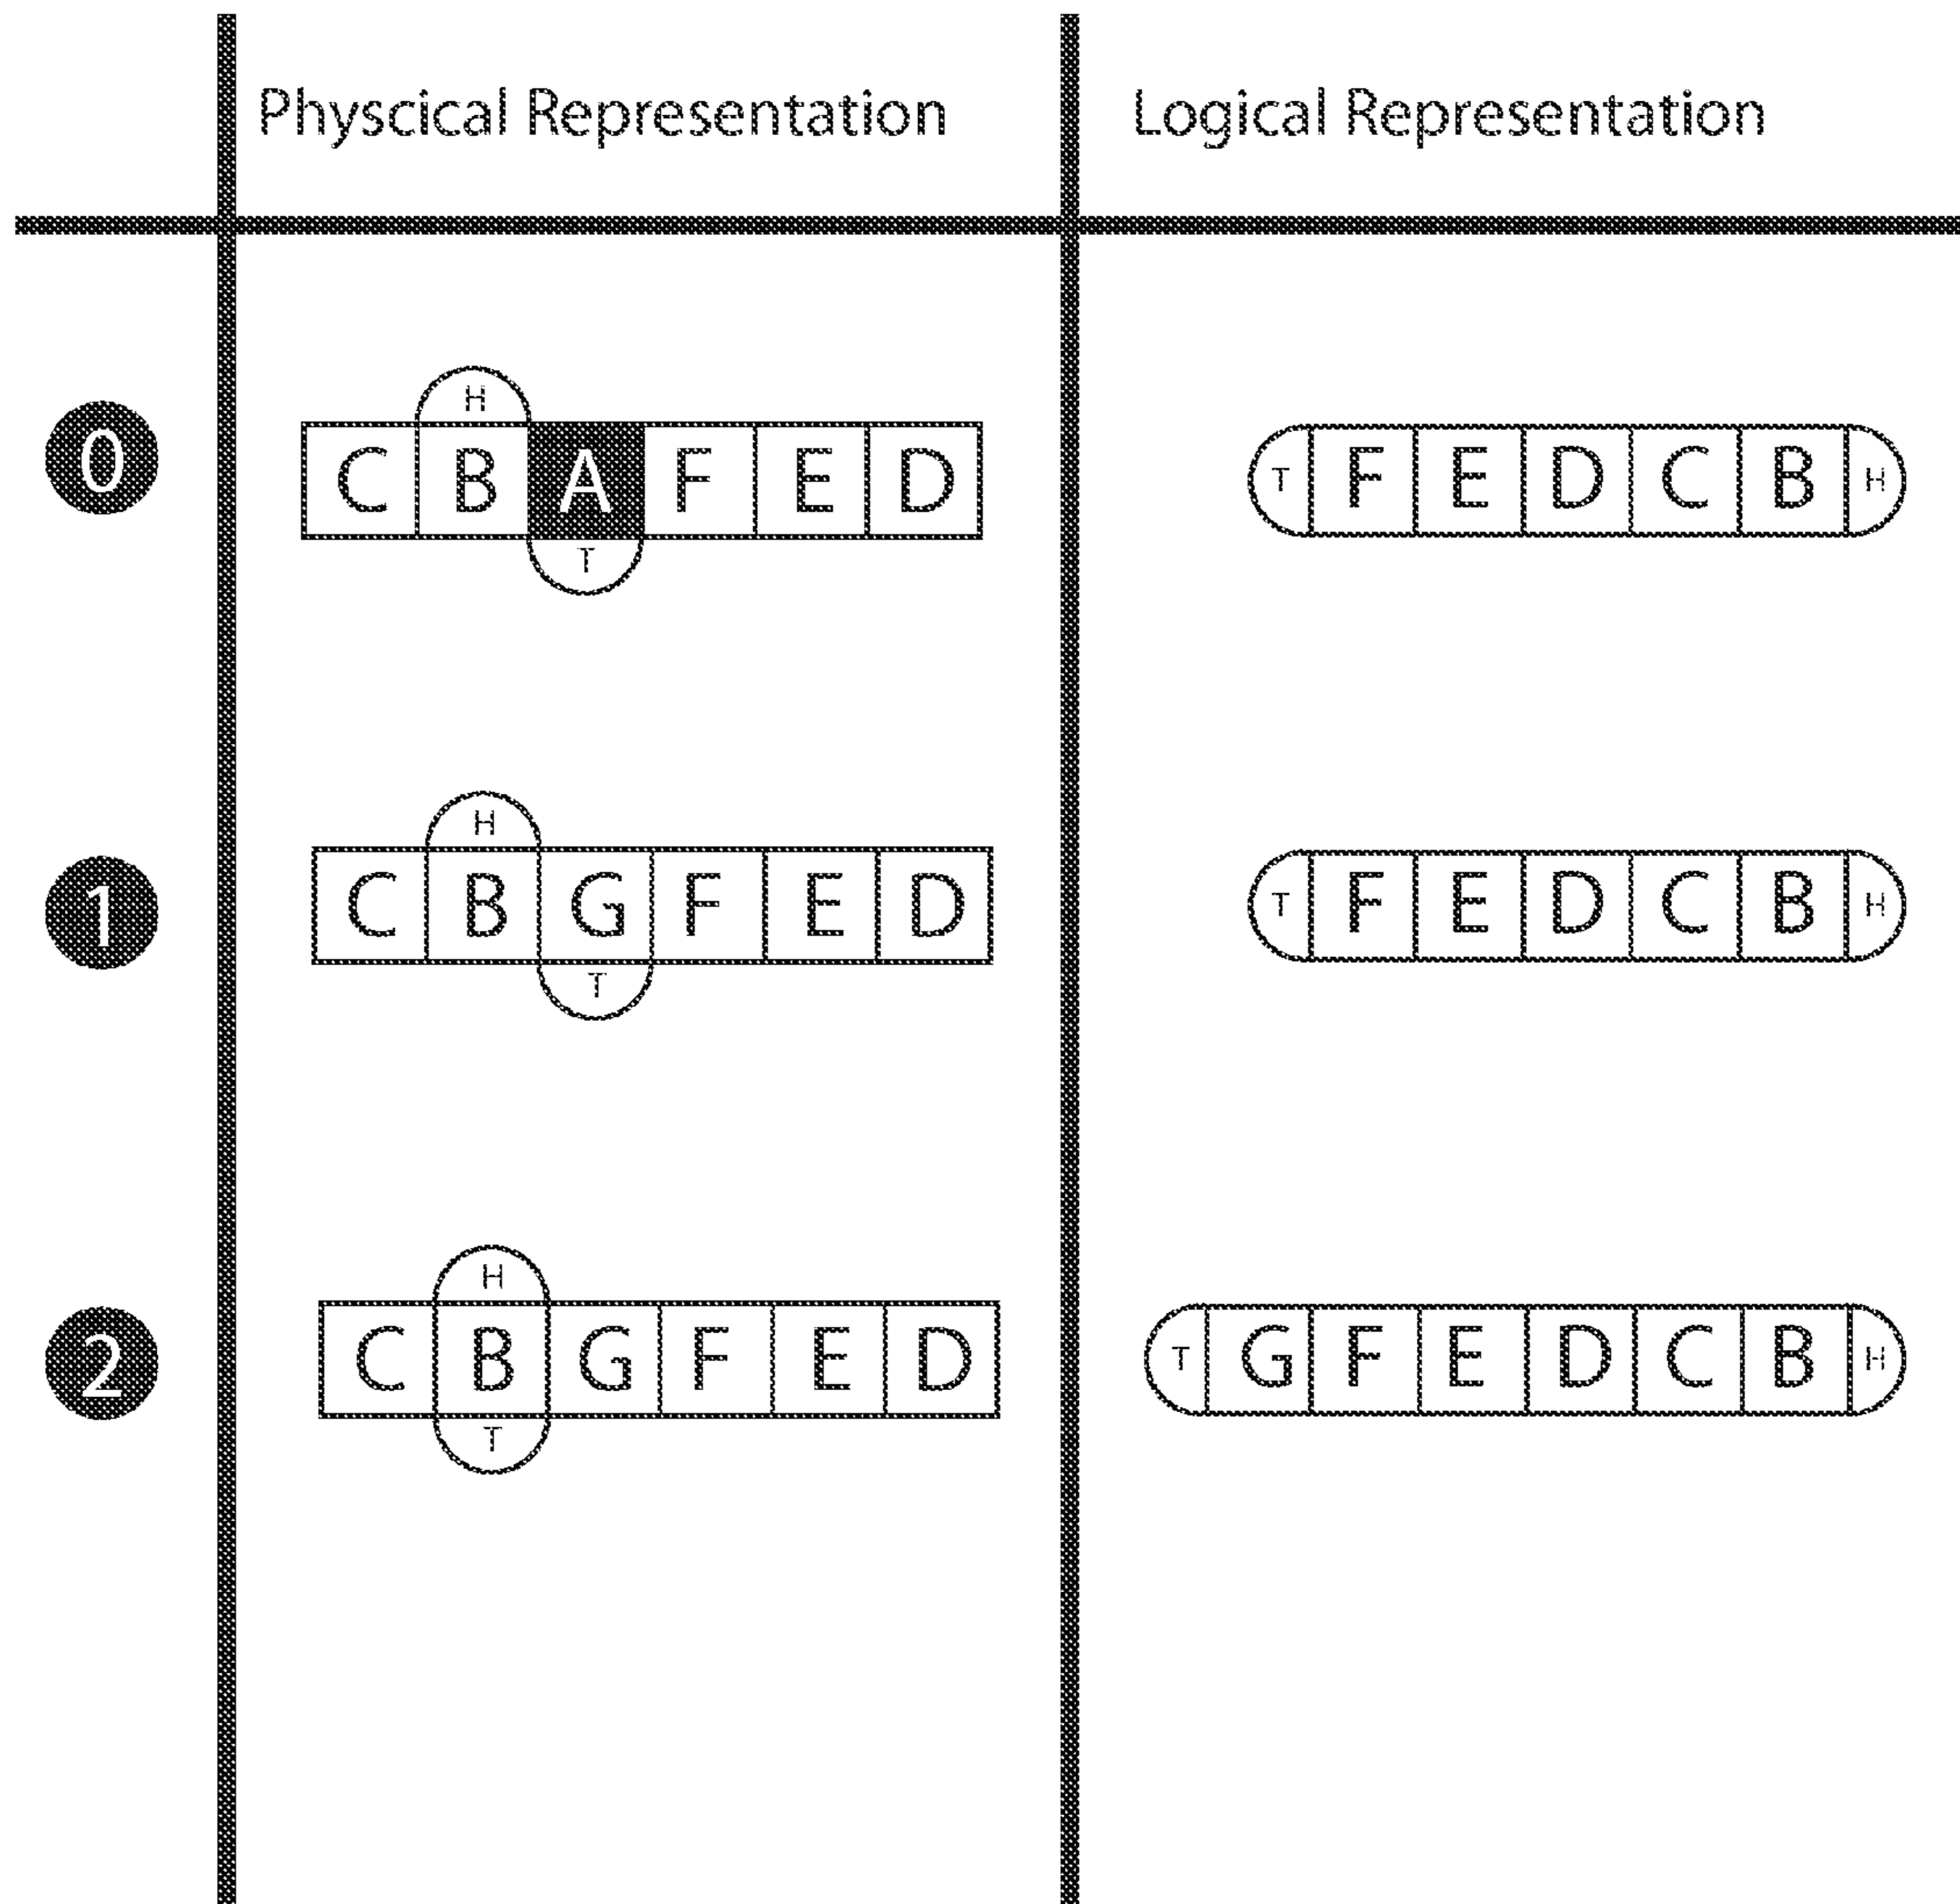 Physcical Representation Logical Representation
H
0 C B A F E D T F E D C B H
T
H
1 C B G F E D T F E D C B H
T
H
2 C B G F E D T G F E D C B H
T